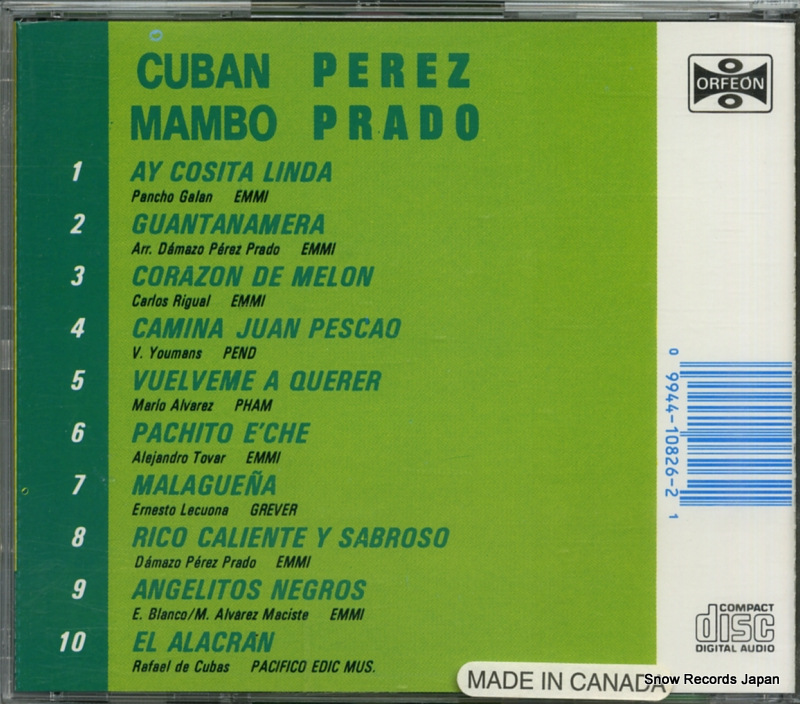 CUBAN PEREZ
MAMBO PRADO
ORFEÓN
1 AY COSITA LINDA
Pancho Galan EMMI
2 GUANTANAMERA
Arr. Dámazo Pérez Prado EMMI
3 CORAZON DE MELON
Carlos Rigual EMMI
4 CAMINA JUAN PESCAO
V. Youmans PEND
5 VUELVEME A QUERER
Mario Alvarez PHAM
6 PACHITO E'CHE
Alejandro Tovar EMMI
7 MALAGUEÑA
Ernesto Lecuona GREVER
8 RICO CALIENTE Y SABROSO
Dámazo Pérez Prado EMMI
9 ANGELITOS NEGROS
E. Blanco/M. Alvarez Maciste EMMI
10 EL ALACRAN
Rafael de Cubas PACIFICO EDIC MUS.
0 9944-10826-2 1
COMPACT
disc
DIGITAL AUDIO
MADE IN CANADA
Snow Records Japan